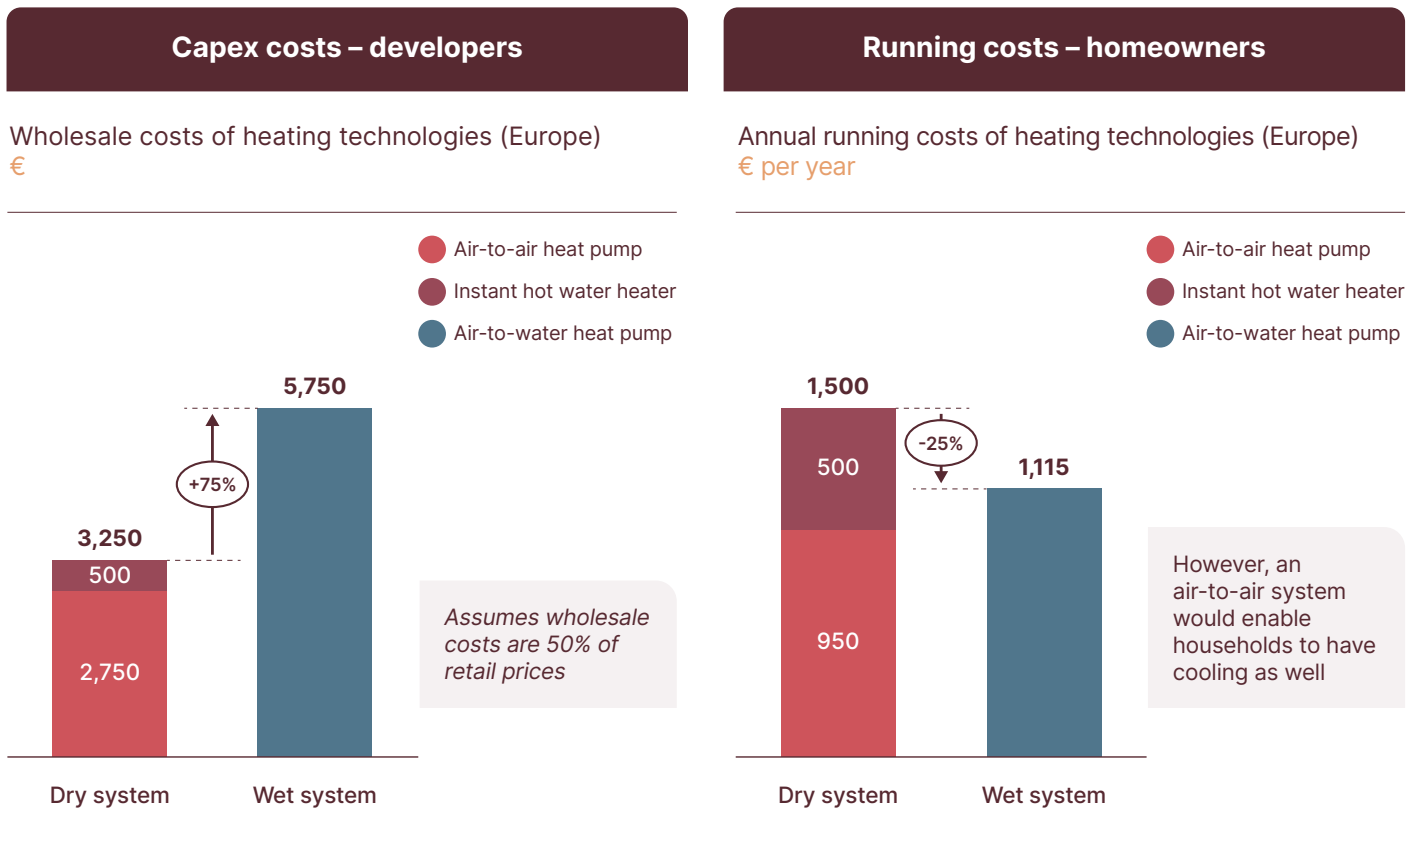 Capex costs – developers
Wholesale costs of heating technologies (Europe)
€
Air-to-air heat pump
Instant hot water heater
Air-to-water heat pump
5,750
+75%
3,250
500
2,750
Assumes wholesale
costs are 50% of
retail prices
Dry system
Wet system
Running costs – homeowners
Annual running costs of heating technologies (Europe)
€ per year
Air-to-air heat pump
Instant hot water heater
Air-to-water heat pump
1,500
-25%
500
1,115
950
However, an
air-to-air system
would enable
households to have
cooling as well
Dry system
Wet system